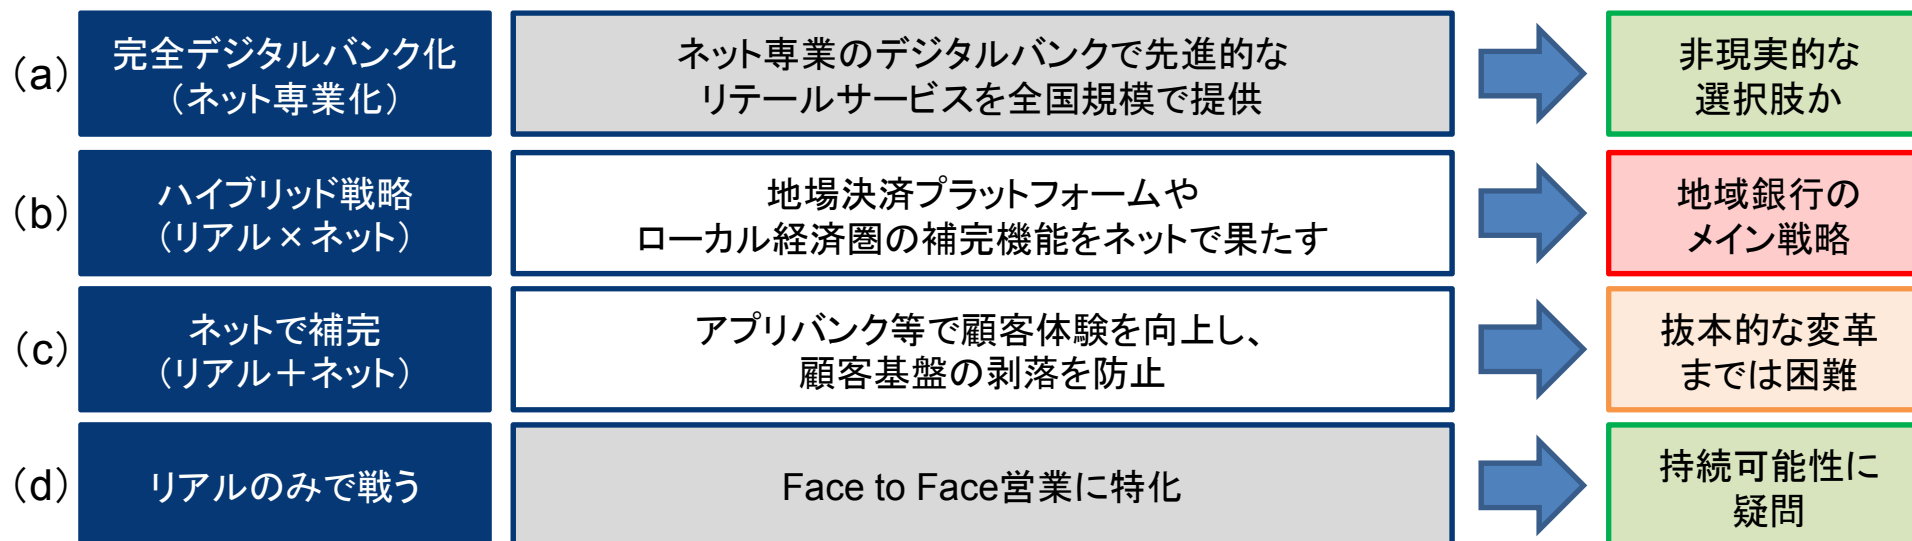 (a)
完全デジタルバンク化
（ネット専業化）
ネット専業のデジタルバンクで先進的な
リテールサービスを全国規模で提供
非現実的な
選択肢か
(b)
ハイブリッド戦略
（リアル×ネット）
地場決済プラットフォームや
ローカル経済圏の補完機能をネットで果たす
地域銀行の
メイン戦略
(c)
ネットで補完
（リアル＋ネット）
アプリバンク等で顧客体験を向上し、
顧客基盤の剥落を防止
抜本的な変革
までは困難
(d)
リアルのみで戦う
Face to Face営業に特化
持続可能性に
疑問